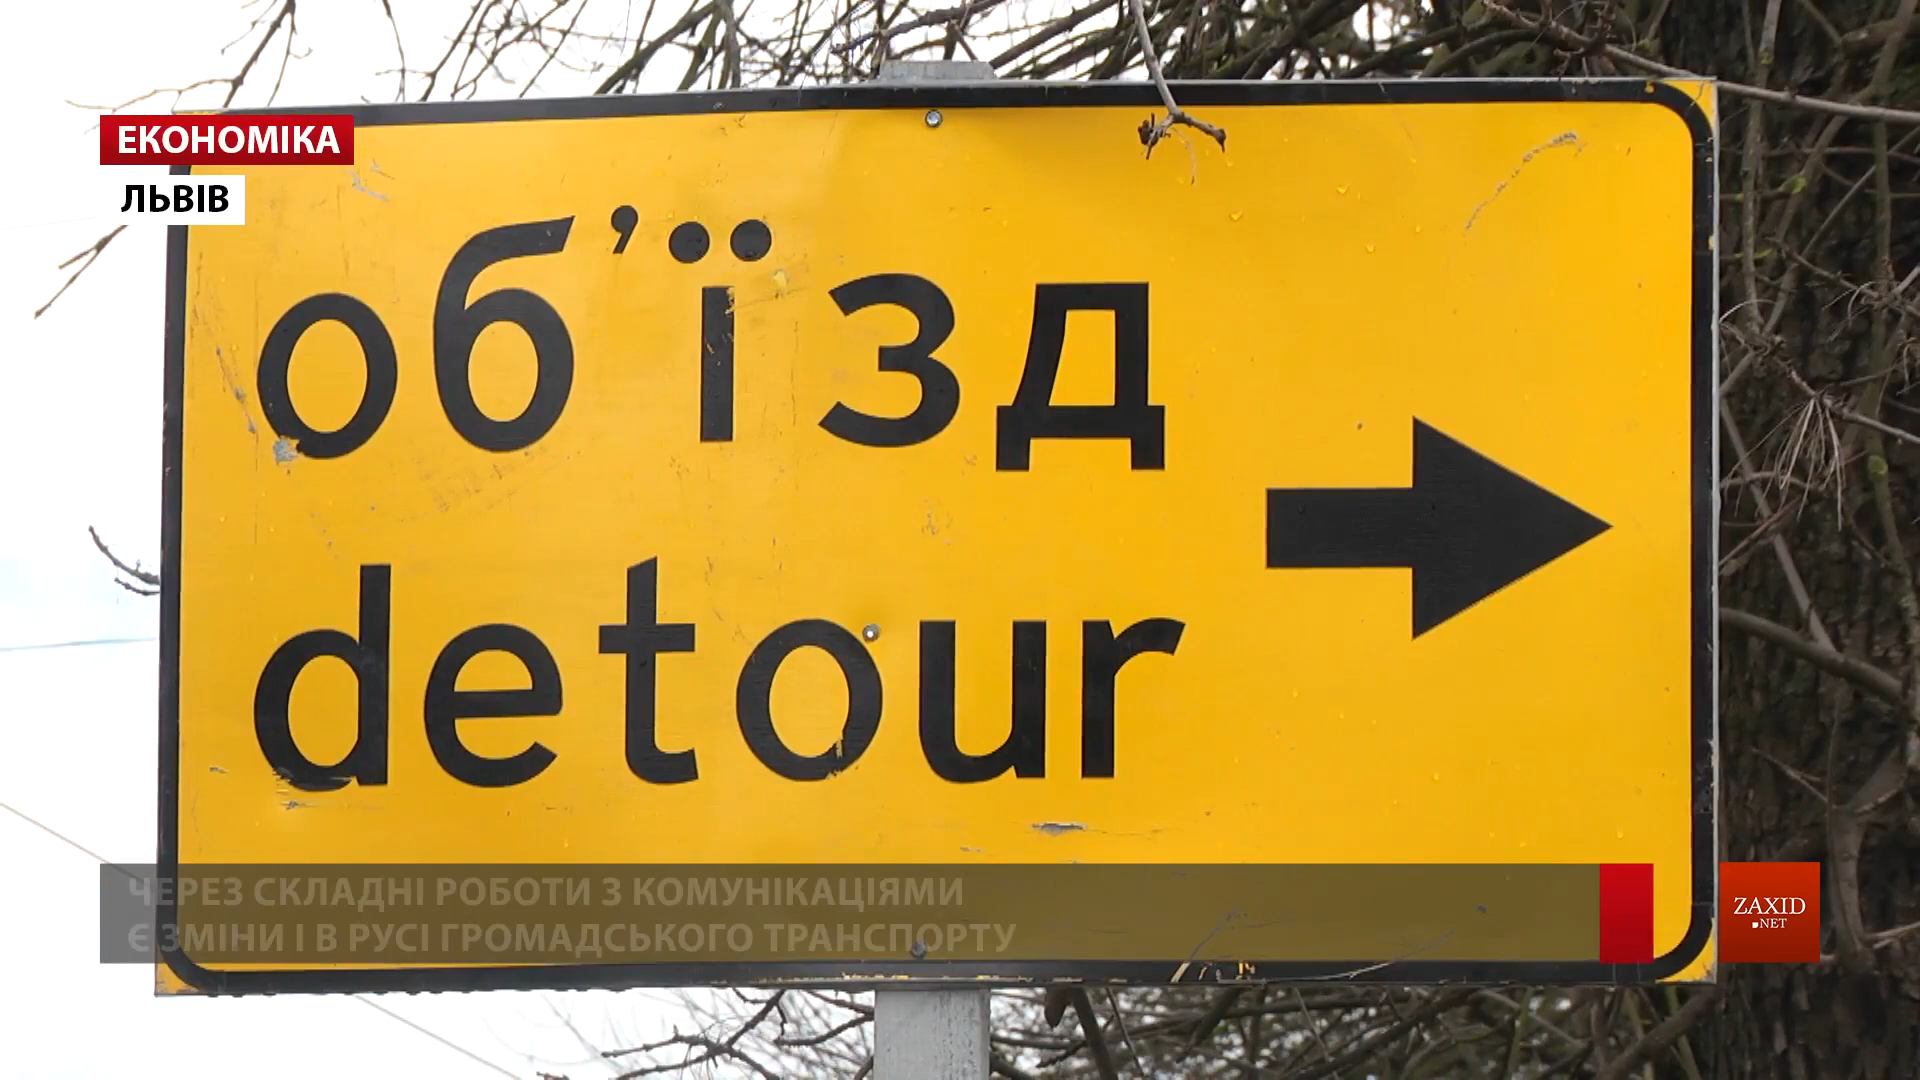 ЕКОНОМІКА
ЛЬВІВ
об'їзд
detour
ЧЕРЕЗ СКЛАДНІ РОБОТИ З КОМУНІКАЦІЯМИ
Є ЗМІНИ І В РУСІ ГРОМАДСЬКОГО ТРАНСПОРТУ
ZAXID
.NET